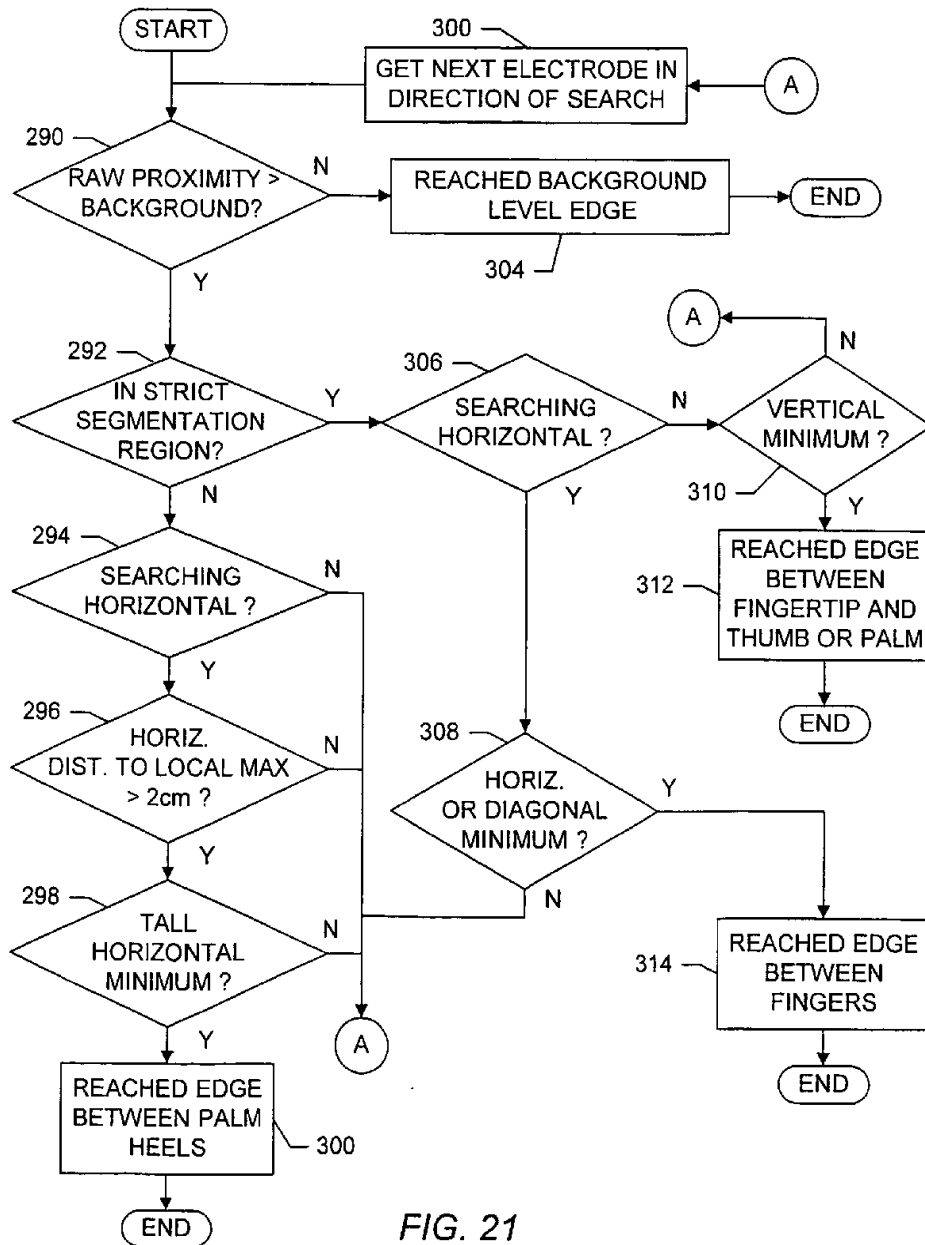 START
300
GET NEXT ELECTRODE IN
DIRECTION OF SEARCH
A
290
RAW PROXIMITY >
BACKGROUND?
N
Y
REACHED BACKGROUND
LEVEL EDGE
304
END
292
IN STRICT
SEGMENTATION
REGION?
Y
N
306
SEARCHING
HORIZONTAL ?
N
Y
A
N
VERTICAL
MINIMUM ?
310
Y
312
REACHED EDGE
BETWEEN
FINGERTIP AND
THUMB OR PALM
END
294
SEARCHING
HORIZONTAL ?
N
Y
296
HORIZ.
DIST. TO LOCAL MAX
> 2cm ?
N
Y
308
HORIZ.
OR DIAGONAL
MINIMUM ?
Y
N
298
TALL
HORIZONTAL
MINIMUM ?
N
Y
A
314
REACHED EDGE
BETWEEN
FINGERS
END
REACHED EDGE
BETWEEN PALM
HEELS
300
END
FIG. 21